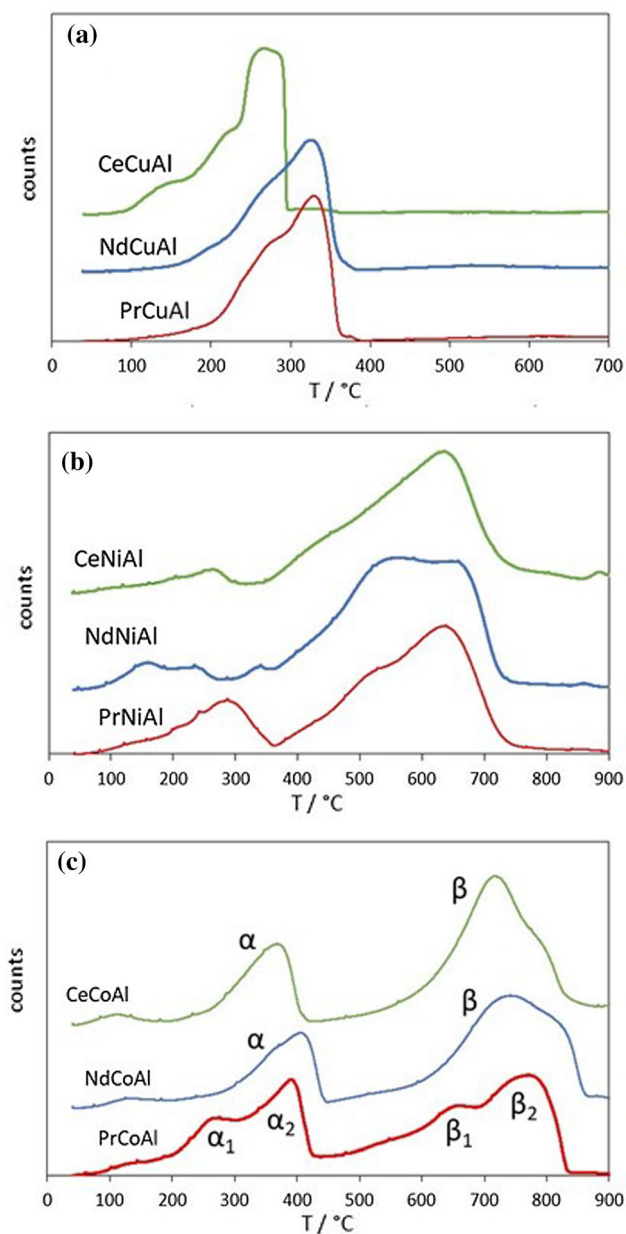 (a)
counts
CeCuAl
NdCuAl
PrCuAl
0 100 200 300 400 500 600 700
T / °C
(b)
counts
CeNiAl
NdNiAl
PrNiAl
0 100 200 300 400 500 600 700 800 900
T / °C
(c)
counts
β
α
CeCoAl
β
α
NdCoAl
PrCoAl
α1 α2 β1 β2
0 100 200 300 400 500 600 700 800 900
T / °C